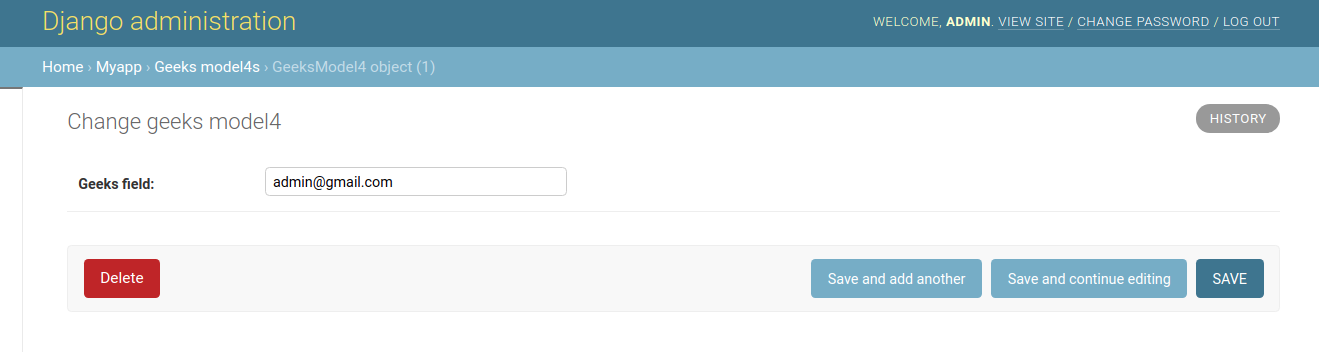 Django administration
WELCOME, ADMIN. VIEW SITE / CHANGE PASSWORD / LOG OUT
Home › Myapp › Geeks model4s › GeeksModel4 object (1)
Change geeks model4
HISTORY
Geeks field:
admin@gmail.com
Delete
Save and add another
Save and continue editing
SAVE